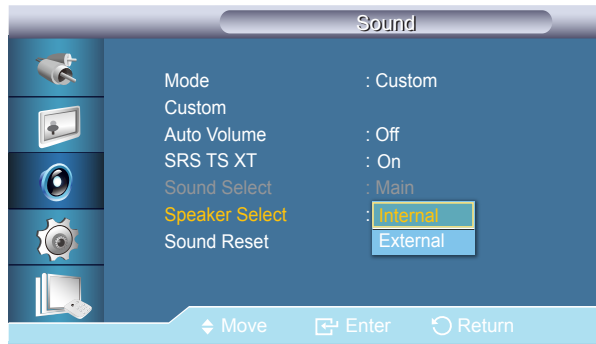 Sound
Mode : Custom
Custom
Auto Volume : Off
SRS TS XT : On
Sound Select : Main
Speaker Select : Internal
External
Sound Reset
Move Enter Return